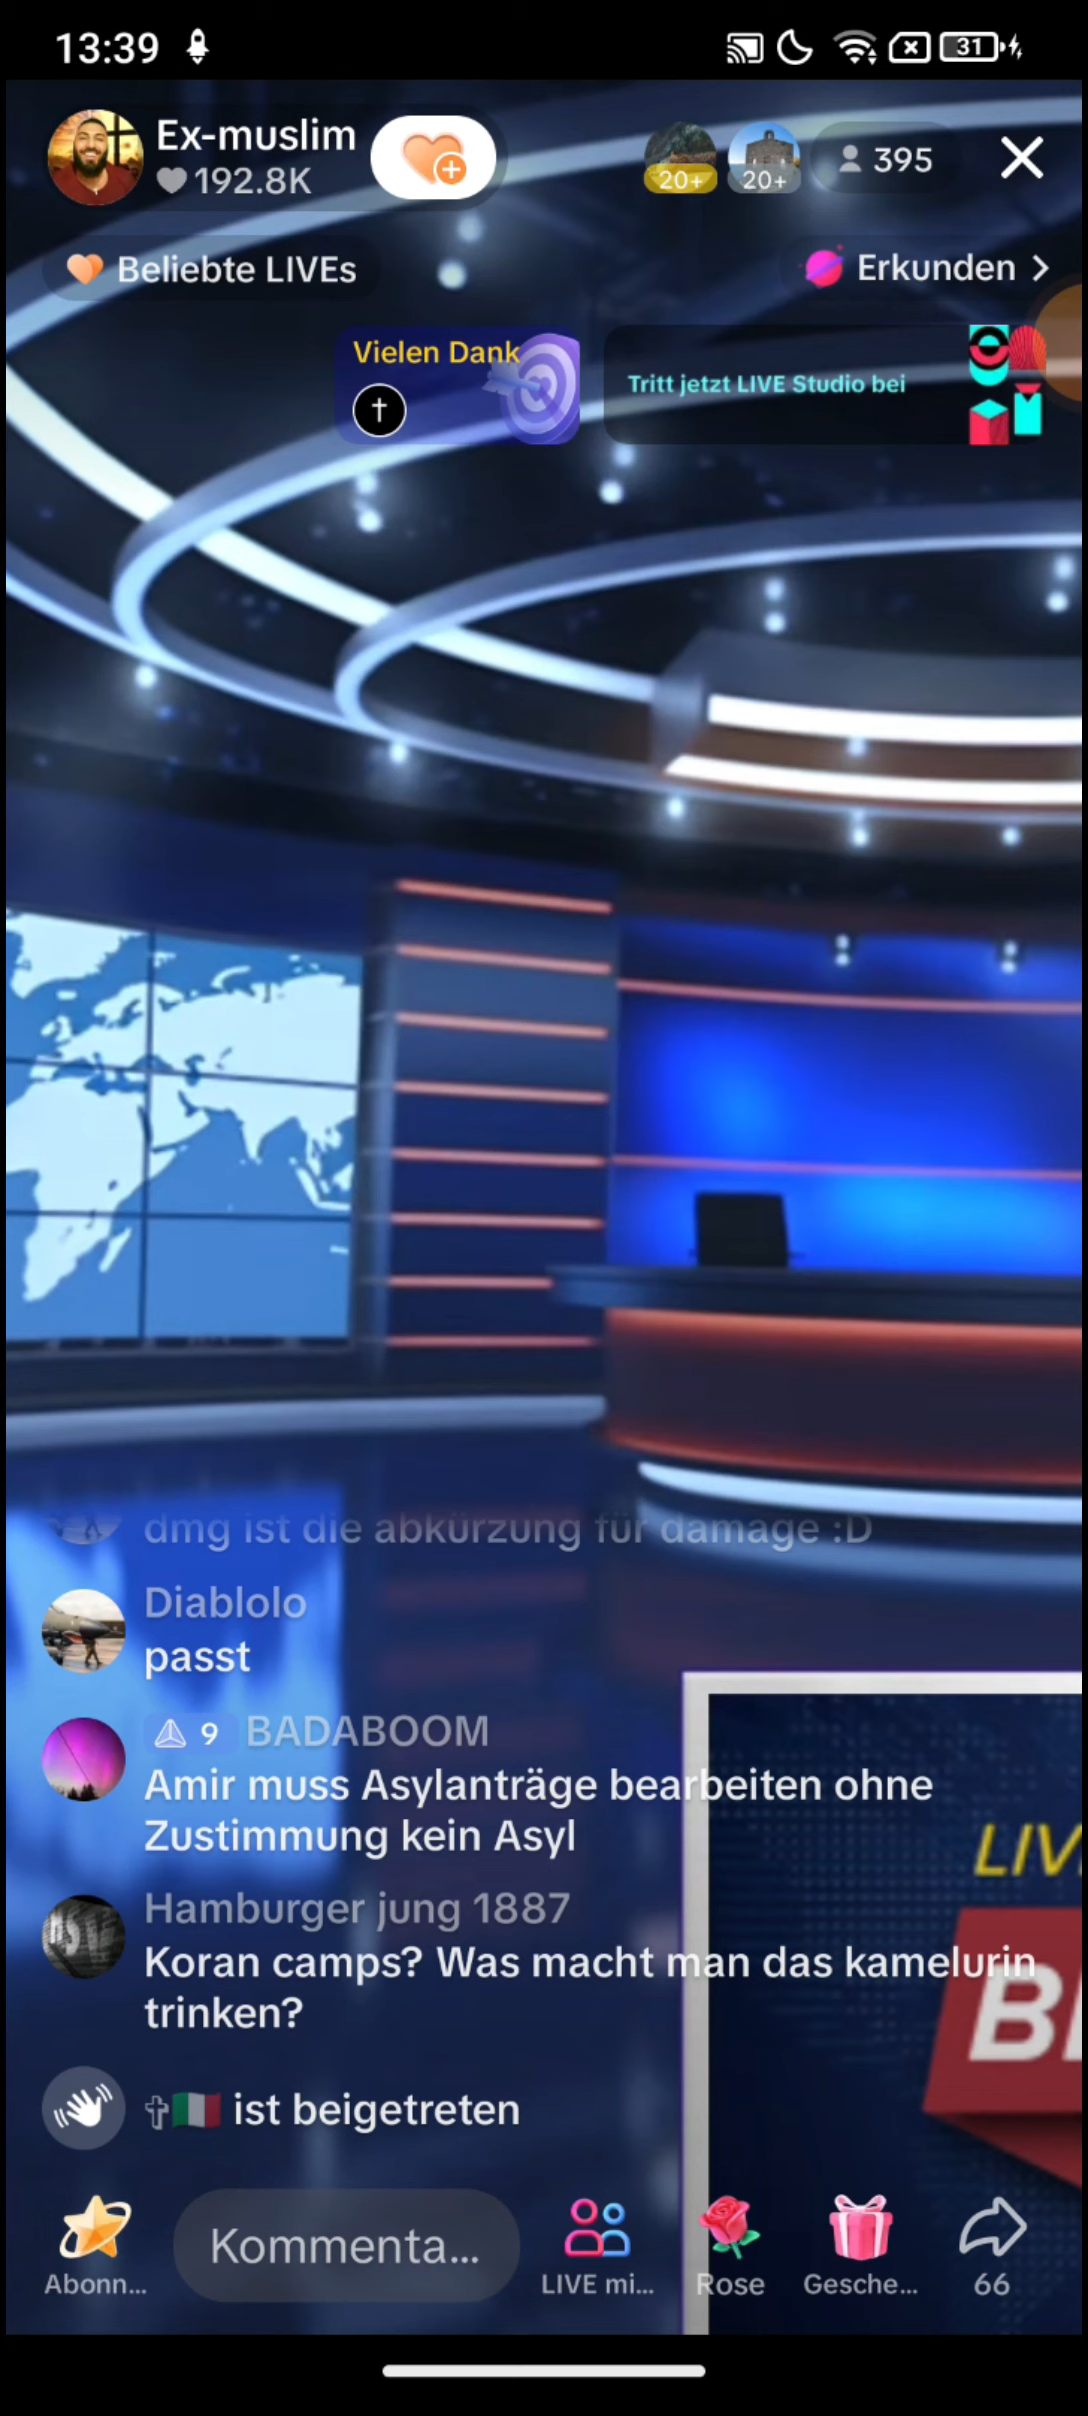 13:39
31
Ex-muslim
192.8K
20+
20+
395
Beliebte LIVEs
Erkunden
Vielen Dank
Tritt jetzt LIVE Studio bei
dmg ist die abkürzung für damage :D
Diablolo
passt
9 BADABOOM
Amir muss Asylanträge bearbeiten ohne
Zustimmung kein Asyl
Hamburger jung 1887
Koran camps? Was macht man das kamelurin
trinken?
✝🇮🇹 ist beigetreten
LIV
B
Kommenta...
Abonn...
LIVE mi...
Rose
Gesche...
66